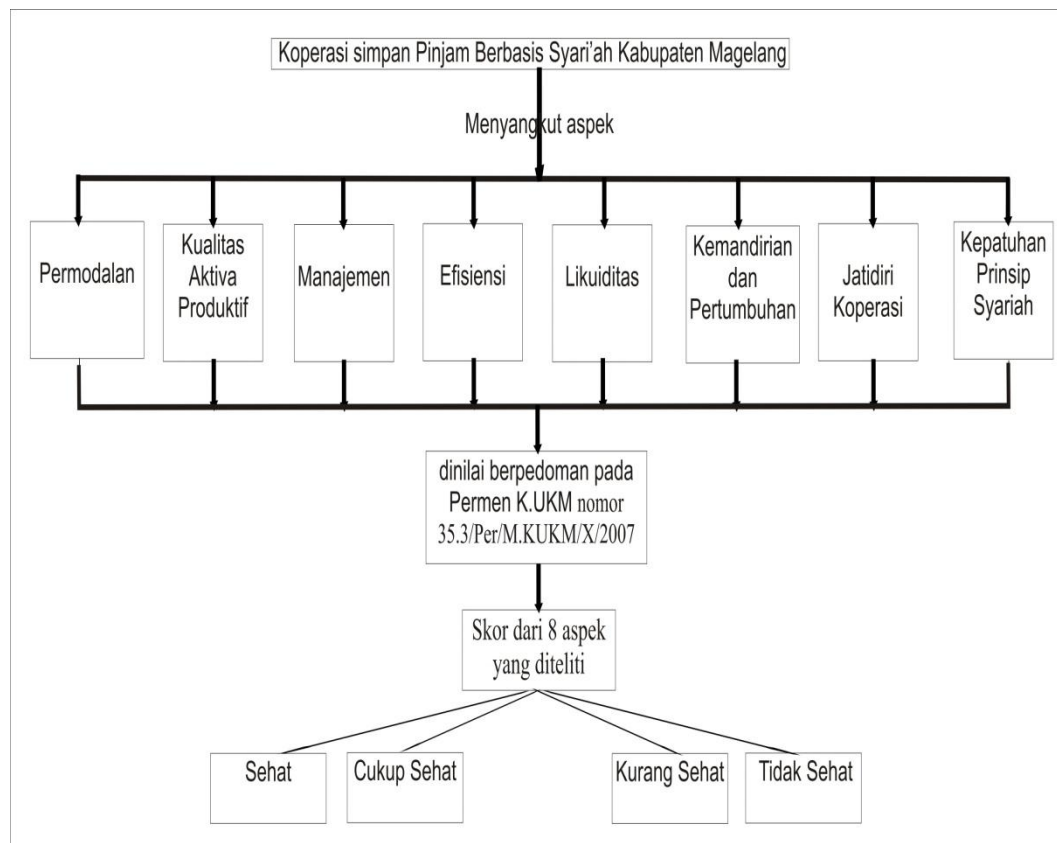 Koperasi simpan Pinjam Berbasis Syari'ah Kabupaten Magelang
Menyangkut aspek
Permodalan
Kualitas
Aktiva
Produktif
Manajemen
Efisiensi
Likuiditas
Kemandirian
dan
Pertumbuhan
Jatidiri
Koperasi
Kepatuhan
Prinsip
Syariah
dinilai berpedoman pada
Permen K.UKM nomor
35.3/Per/M.KUKM/X/2007
Skor dari 8 aspek
yang diteliti
Sehat
Cukup Sehat
Kurang Sehat
Tidak Sehat